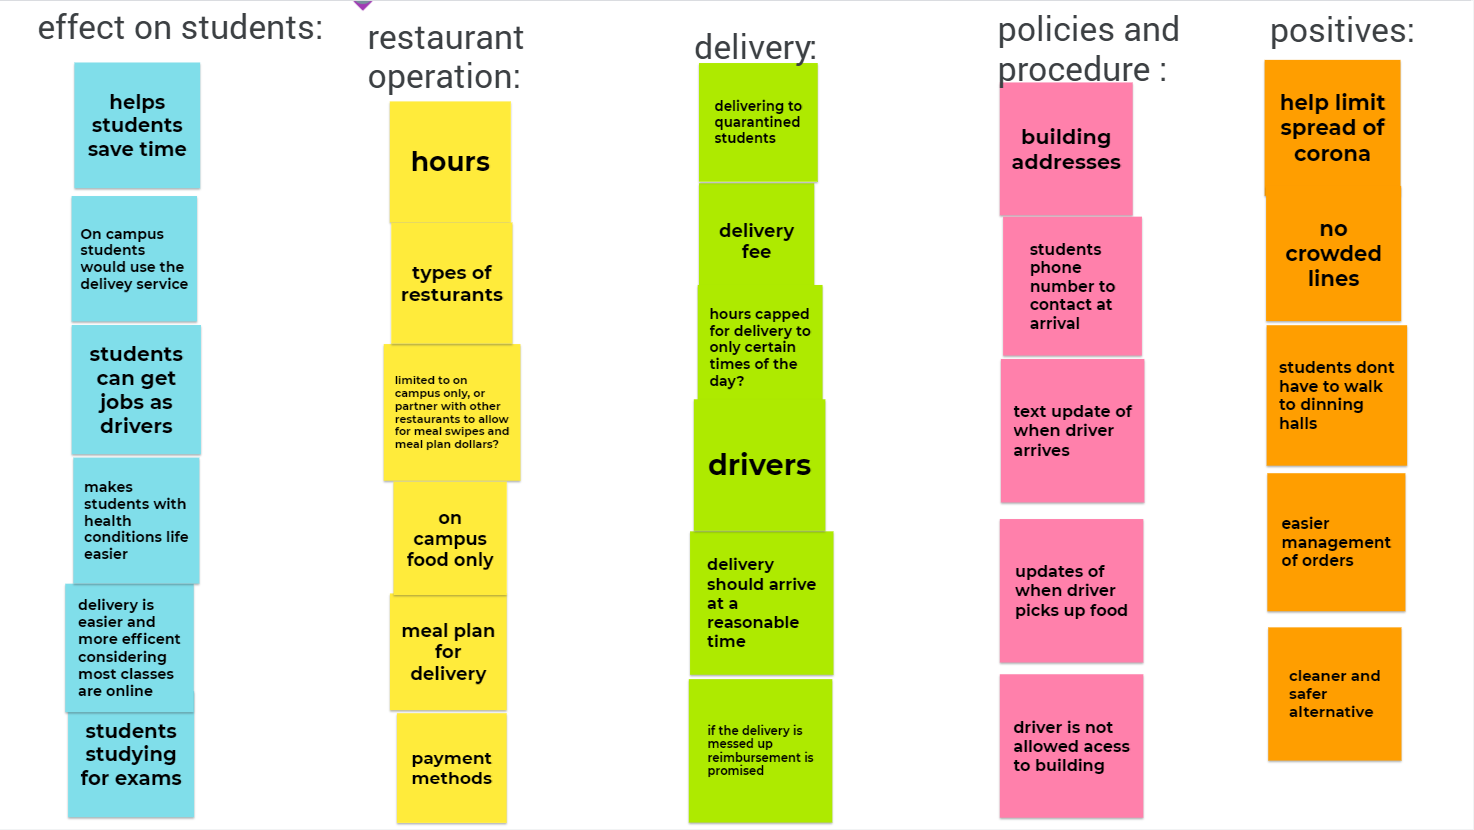 effect on students:
helps
students
save time
On campus
students
would use the
delivey service
students
can get
jobs as
drivers
makes
students with
health
conditions life
easier
delivery is
easier and
more efficent
considering
most classes
are online
students
studying
for exams
restaurant
operation:
hours
types of
resturants
limited to on
campus only, or
partner with other
restaurants to allow
for meal swipes and
meal plan dollars?
on
campus
food only
meal plan
for
delivery
payment
methods
delivery:
delivering to
quarantined
students
delivery
fee
hours capped
for delivery to
only certain
times of the
day?
drivers
delivery
should arrive
at a
reasonable
time
if the delivery is
messed up
reimbursement is
promised
policies and
procedure :
building
addresses
students
phone
number to
contact at
arrival
text update of
when driver
arrives
updates of
when driver
picks up food
driver is not
allowed acess
to building
positives:
help limit
spread of
corona
no
crowded
lines
students dont
have to walk
to dinning
halls
easier
management
of orders
cleaner and
safer
alternative